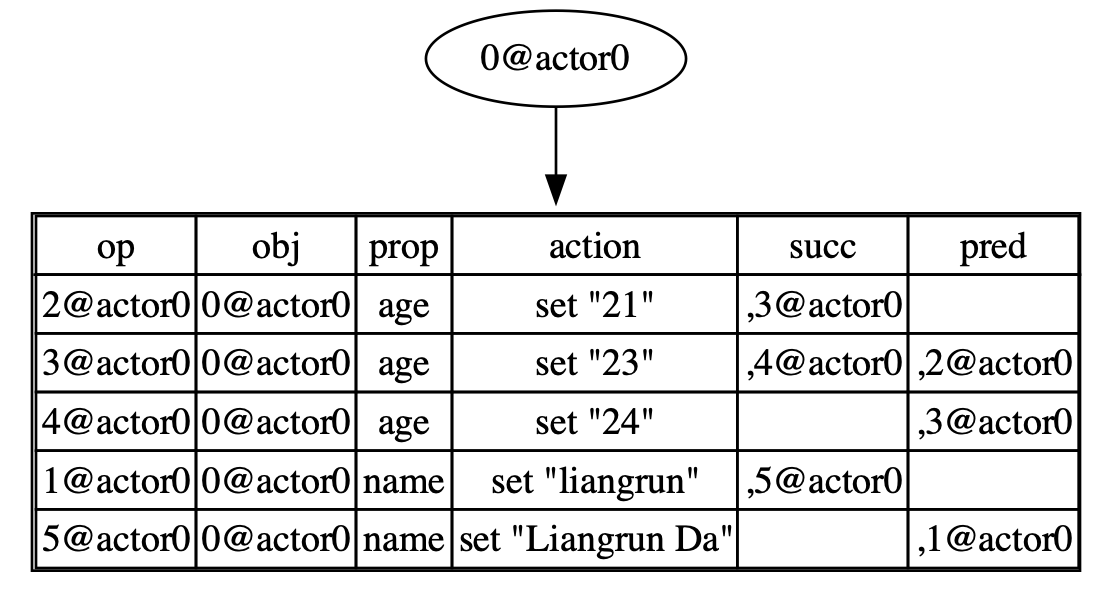 0@actor0
op obj prop action succ pred
2@actor0 0@actor0 age set "21" ,3@actor0
3@actor0 0@actor0 age set "23" ,4@actor0 ,2@actor0
4@actor0 0@actor0 age set "24" ,3@actor0
1@actor0 0@actor0 name set "liangrun" ,5@actor0
5@actor0 0@actor0 name set "Liangrun Da" ,1@actor0